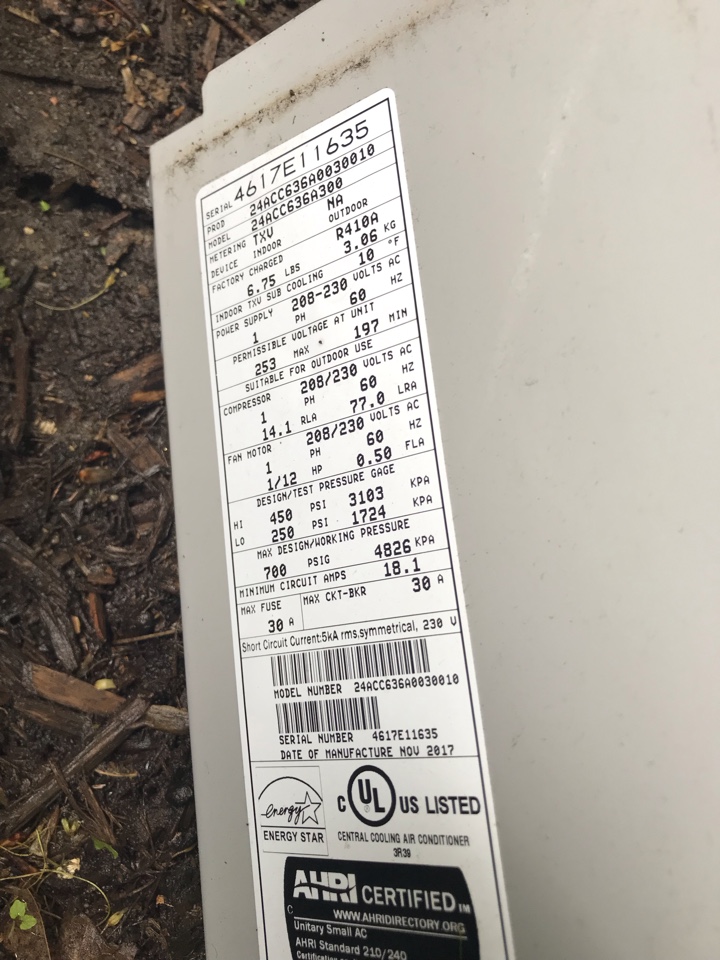 SERIAL 4617E11635
PROD 24ACC636A0030010
MODEL 24ACC636A300
METERING TXV NA
DEVICE INDOOR OUTDOOR
FACTORY CHARGED R410A
6.75 LBS 3.06 KG
INDOOR TXV SUB COOLING 10 °F
POWER SUPPLY 208-230 VOLTS AC
1 PH 60 HZ
PERMISSIBLE VOLTAGE AT UNIT
253 MAX 197 MIN
SUITABLE FOR OUTDOOR USE
COMPRESSOR 208/230 VOLTS AC
1 PH 60 HZ
14.1 RLA 77.0 LRA
FAN MOTOR 208/230 VOLTS AC
1 PH 60 HZ
1/12 HP 0.50 FLA
DESIGN/TEST PRESSURE GAGE
HI 450 PSI 3103 KPA
LO 250 PSI 1724 KPA
MAX DESIGN/WORKING PRESSURE
700 PSIG 4826 KPA
MINIMUM CIRCUIT AMPS 18.1
MAX FUSE MAX CKT-BKR
30 A 30 A
Short Circuit Current:5kA rms.symmetrical, 230 V
MODEL NUMBER 24ACC636A0030010
SERIAL NUMBER 4617E11635
DATE OF MANUFACTURE NOV 2017
energy
ENERGY STAR
C UL US LISTED
CENTRAL COOLING AIR CONDITIONER
3R39
AHRI CERTIFIED TM
WWW.AHRIDIRECTORY.ORG
C
Unitary Small AC
AHRI Standard 210/240